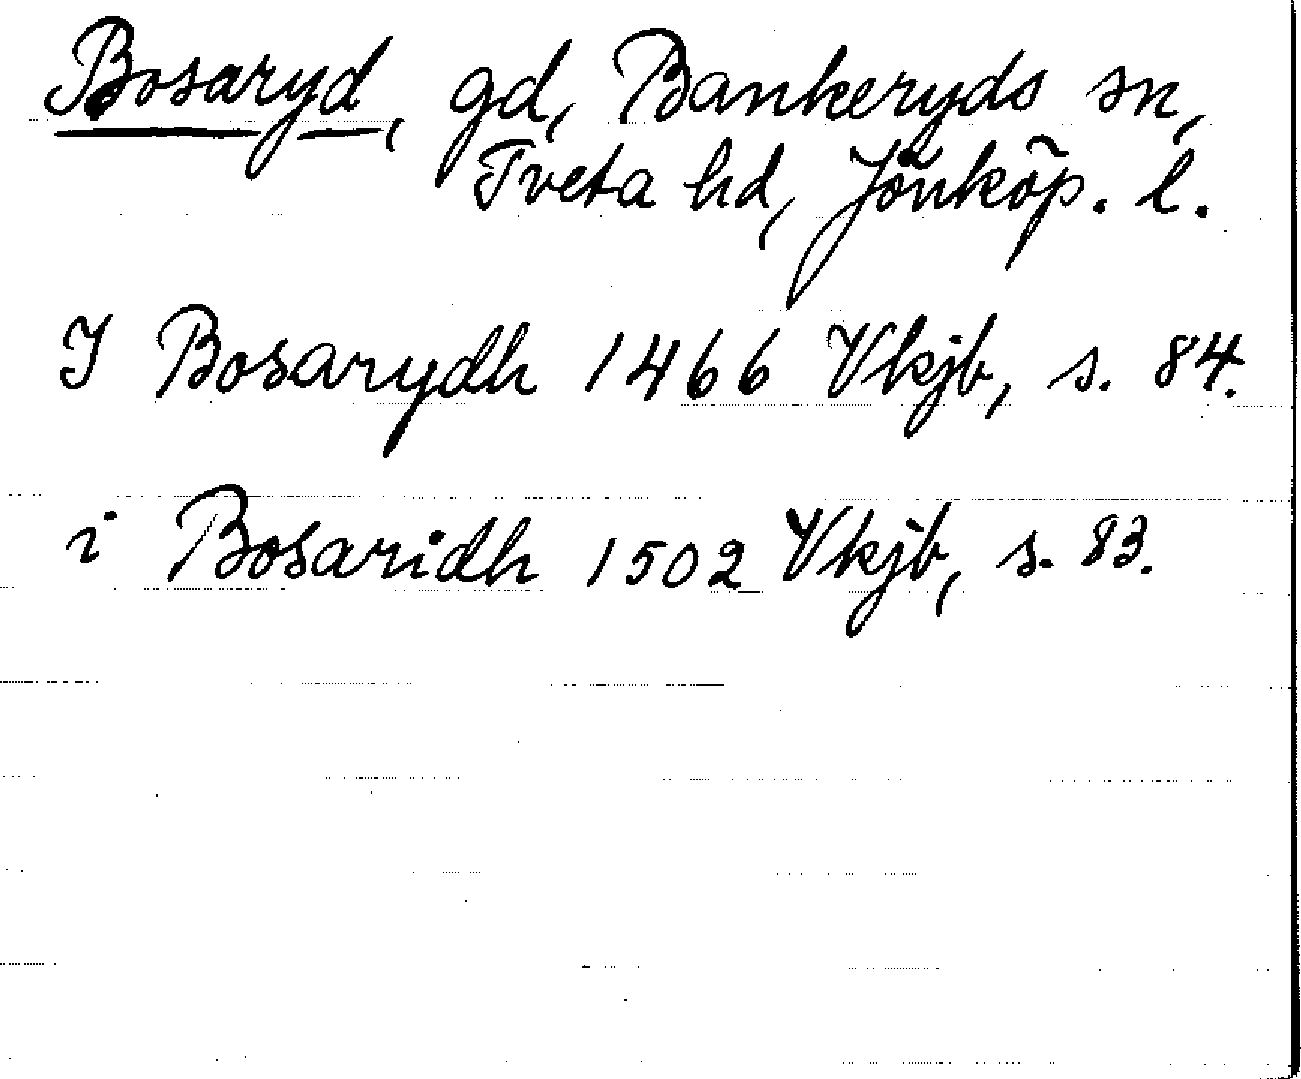 Bosaryd, gd, Bankeryds sn,
Tveta hd, Jönköp. l.
I Bosarydh 1466 Vkjb, s. 84.
i Bosaridh 1502 Vkjb, s. 83.